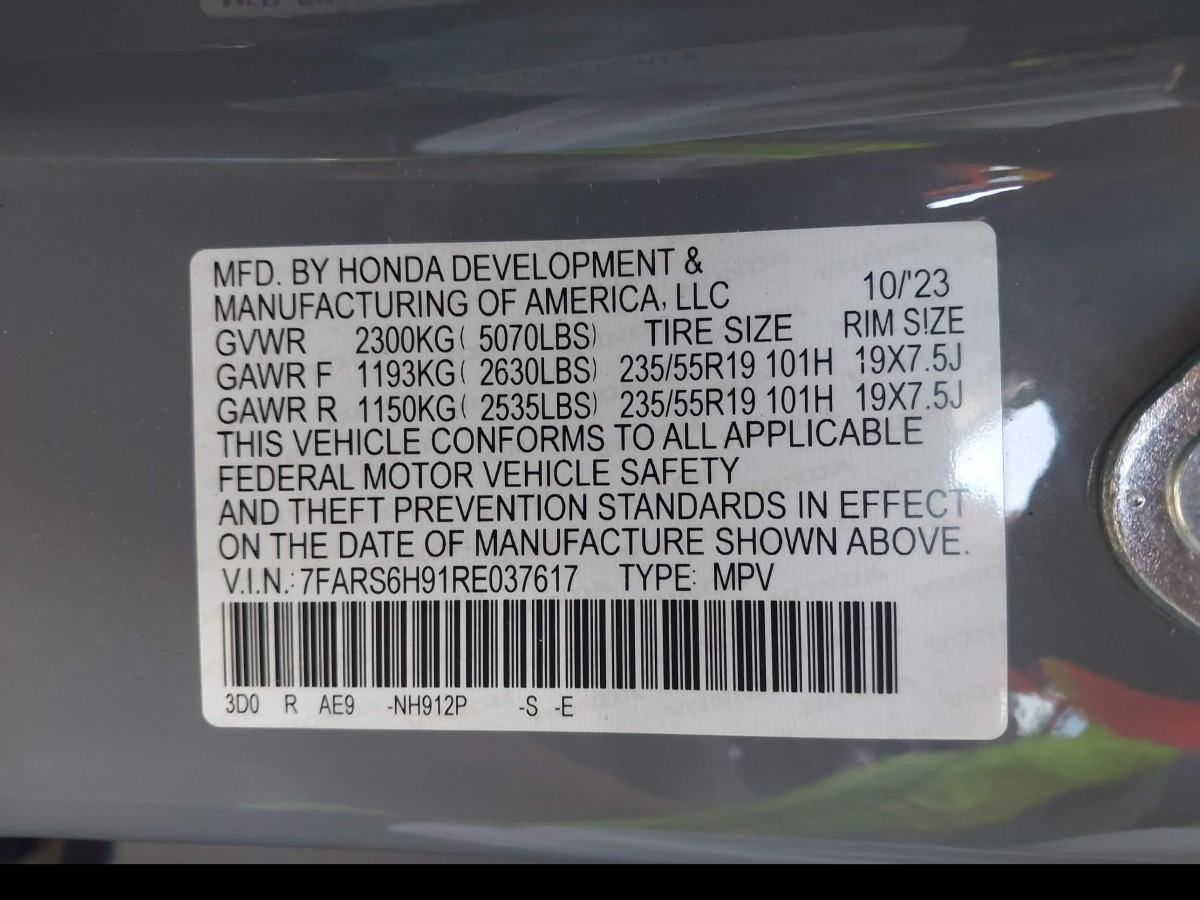 MFD. BY HONDA DEVELOPMENT &
MANUFACTURING OF AMERICA, LLC 10/'23
GVWR 2300KG( 5070LBS) TIRE SIZE RIM SIZE
GAWR F 1193KG( 2630LBS) 235/55R19 101H 19X7.5J
GAWR R 1150KG( 2535LBS) 235/55R19 101H 19X7.5J
THIS VEHICLE CONFORMS TO ALL APPLICABLE
FEDERAL MOTOR VEHICLE SAFETY
AND THEFT PREVENTION STANDARDS IN EFFECT
ON THE DATE OF MANUFACTURE SHOWN ABOVE.
V.I.N.: 7FARS6H91RE037617 TYPE: MPV
3D0 R AE9 -NH912P -S -E